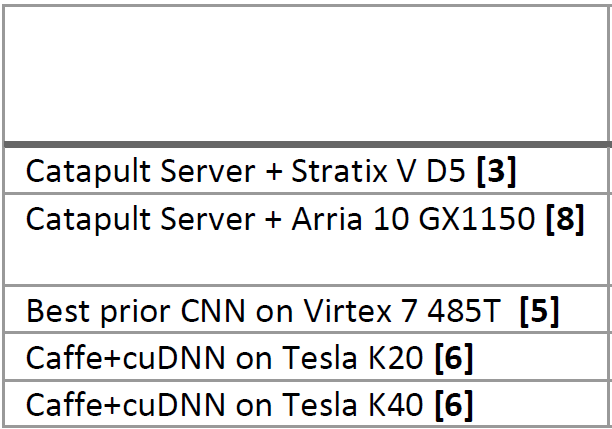 Catapult Server + Stratix V D5 [3]
Catapult Server + Arria 10 GX1150 [8]
Best prior CNN on Virtex 7 485T [5]
Caffe+cuDNN on Tesla K20 [6]
Caffe+cuDNN on Tesla K40 [6]